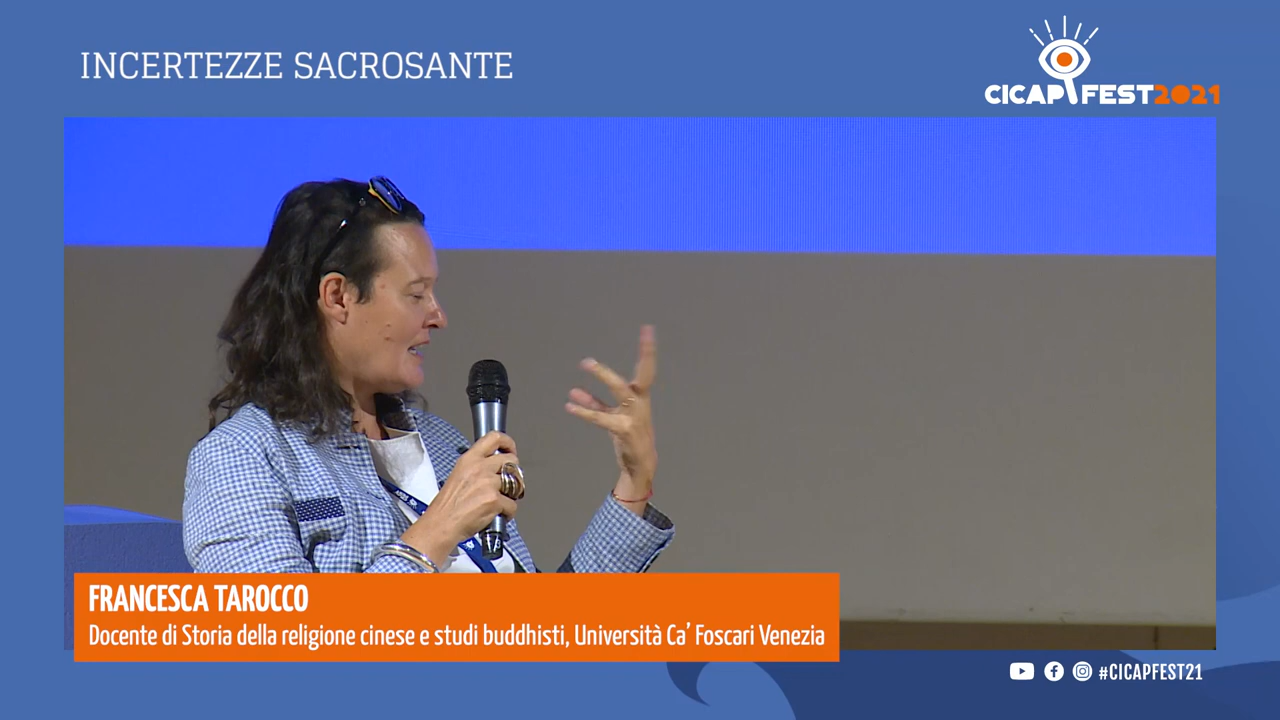 INCERTEZZE SACROSANTE
CICAP FEST2021
FRANCESCA TAROCCO
Docente di Storia della religione cinese e studi buddhisti, Università Ca’ Foscari Venezia
#CICAPFEST21